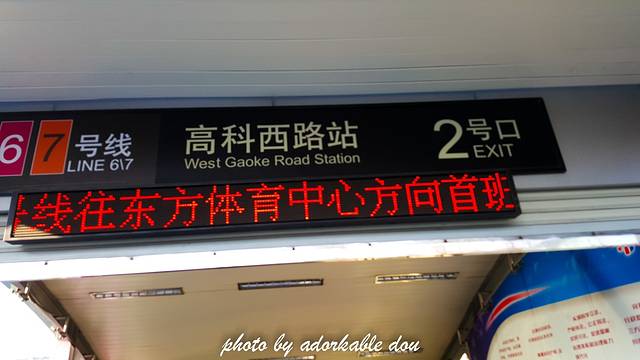 6 7 号线
LINE 6\7
高科西路站
West Gaoke Road Station
2 号口
EXIT
线往东方体育中心方向首班
photo by adorkable dou